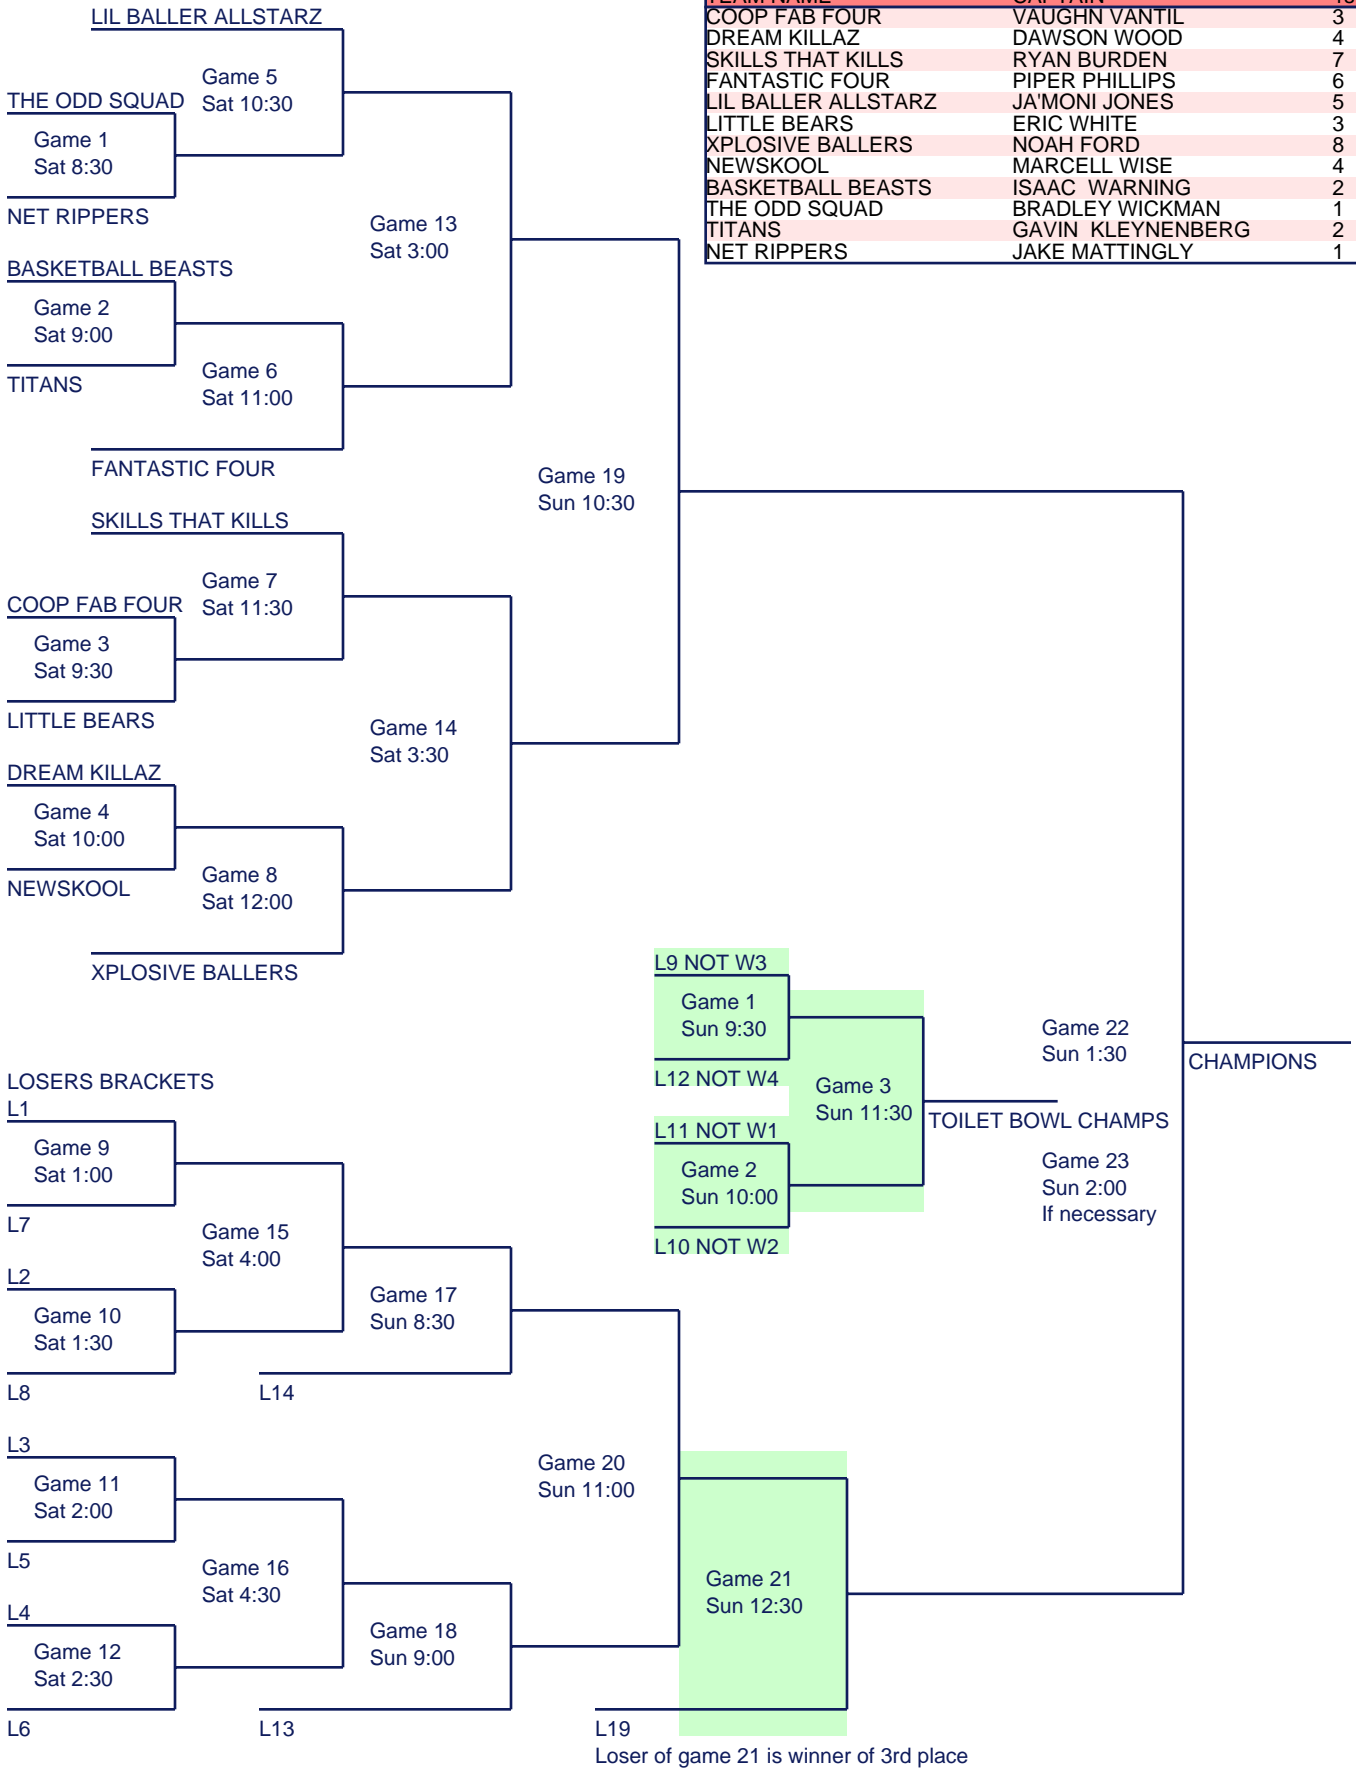 TEAM NAME CAPTAIN
COOP FAB FOUR VAUGHN VANTIL 3
DREAM KILLAZ DAWSON WOOD 4
SKILLS THAT KILLS RYAN BURDEN 7
FANTASTIC FOUR PIPER PHILLIPS 6
LIL BALLER ALLSTARZ JA'MONI JONES 5
LITTLE BEARS ERIC WHITE 3
XPLOSIVE BALLERS NOAH FORD 8
NEWSKOOL MARCELL WISE 4
BASKETBALL BEASTS ISAAC WARNING 2
THE ODD SQUAD BRADLEY WICKMAN 1
TITANS GAVIN KLEYNENBERG 2
NET RIPPERS JAKE MATTINGLY 1
LIL BALLER ALLSTARZ
Game 5
Sat 10:30
THE ODD SQUAD
Game 1
Sat 8:30
NET RIPPERS
Game 13
Sat 3:00
BASKETBALL BEASTS
Game 2
Sat 9:00
TITANS
Game 6
Sat 11:00
FANTASTIC FOUR
Game 19
Sun 10:30
SKILLS THAT KILLS
Game 7
Sat 11:30
COOP FAB FOUR
Game 3
Sat 9:30
LITTLE BEARS
Game 14
Sat 3:30
DREAM KILLAZ
Game 4
Sat 10:00
NEWSKOOL
Game 8
Sat 12:00
XPLOSIVE BALLERS
L9 NOT W3
Game 1
Sun 9:30
L12 NOT W4
Game 3
Sun 11:30
L11 NOT W1
Game 2
Sun 10:00
L10 NOT W2
TOILET BOWL CHAMPS
Game 22
Sun 1:30
CHAMPIONS
Game 23
Sun 2:00
If necessary
LOSERS BRACKETS
L1
Game 9
Sat 1:00
L7
Game 15
Sat 4:00
L2
Game 10
Sat 1:30
L8
Game 17
Sun 8:30
L14
L3
Game 11
Sat 2:00
L5
Game 20
Sun 11:00
Game 16
Sat 4:30
L4
Game 12
Sat 2:30
L6
Game 18
Sun 9:00
L13
Game 21
Sun 12:30
L19
Loser of game 21 is winner of 3rd place